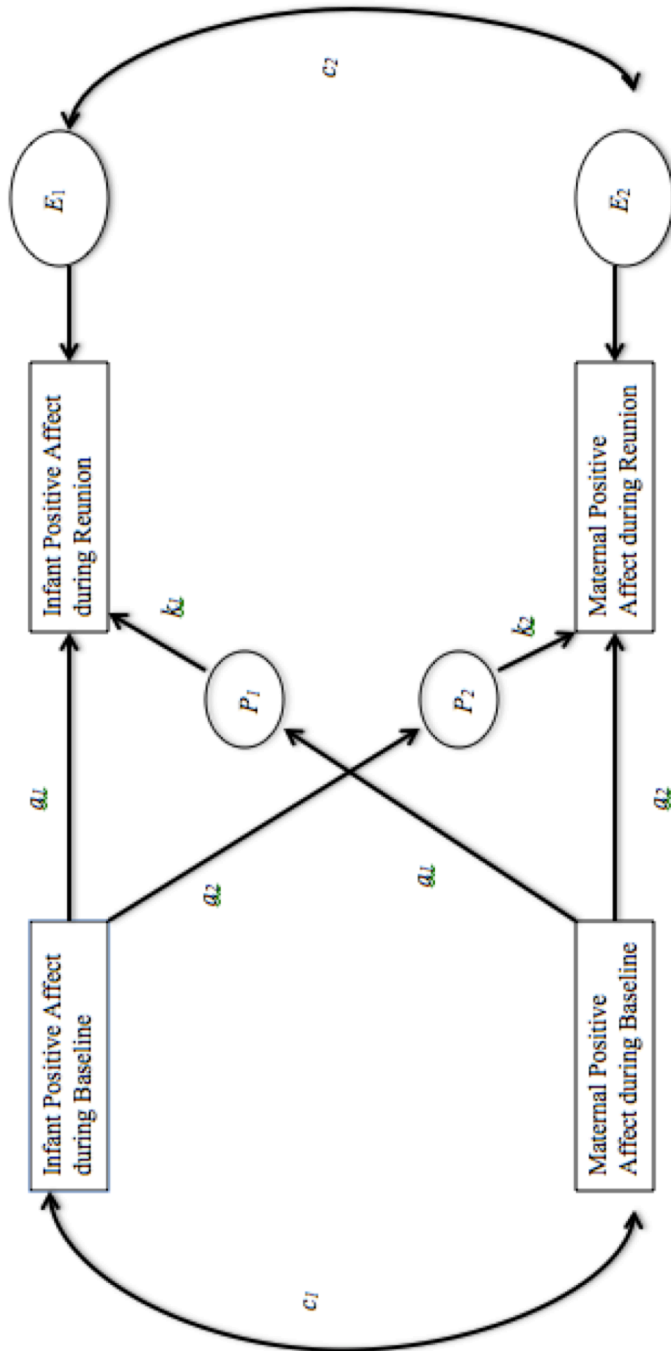 c1
Infant Positive Affect
during Baseline
Maternal Positive
Affect during Baseline
a1
a2
a1
a2
P1
P2
k1
k2
Infant Positive Affect
during Reunion
Maternal Positive
Affect during Reunion
E1
E2
c2